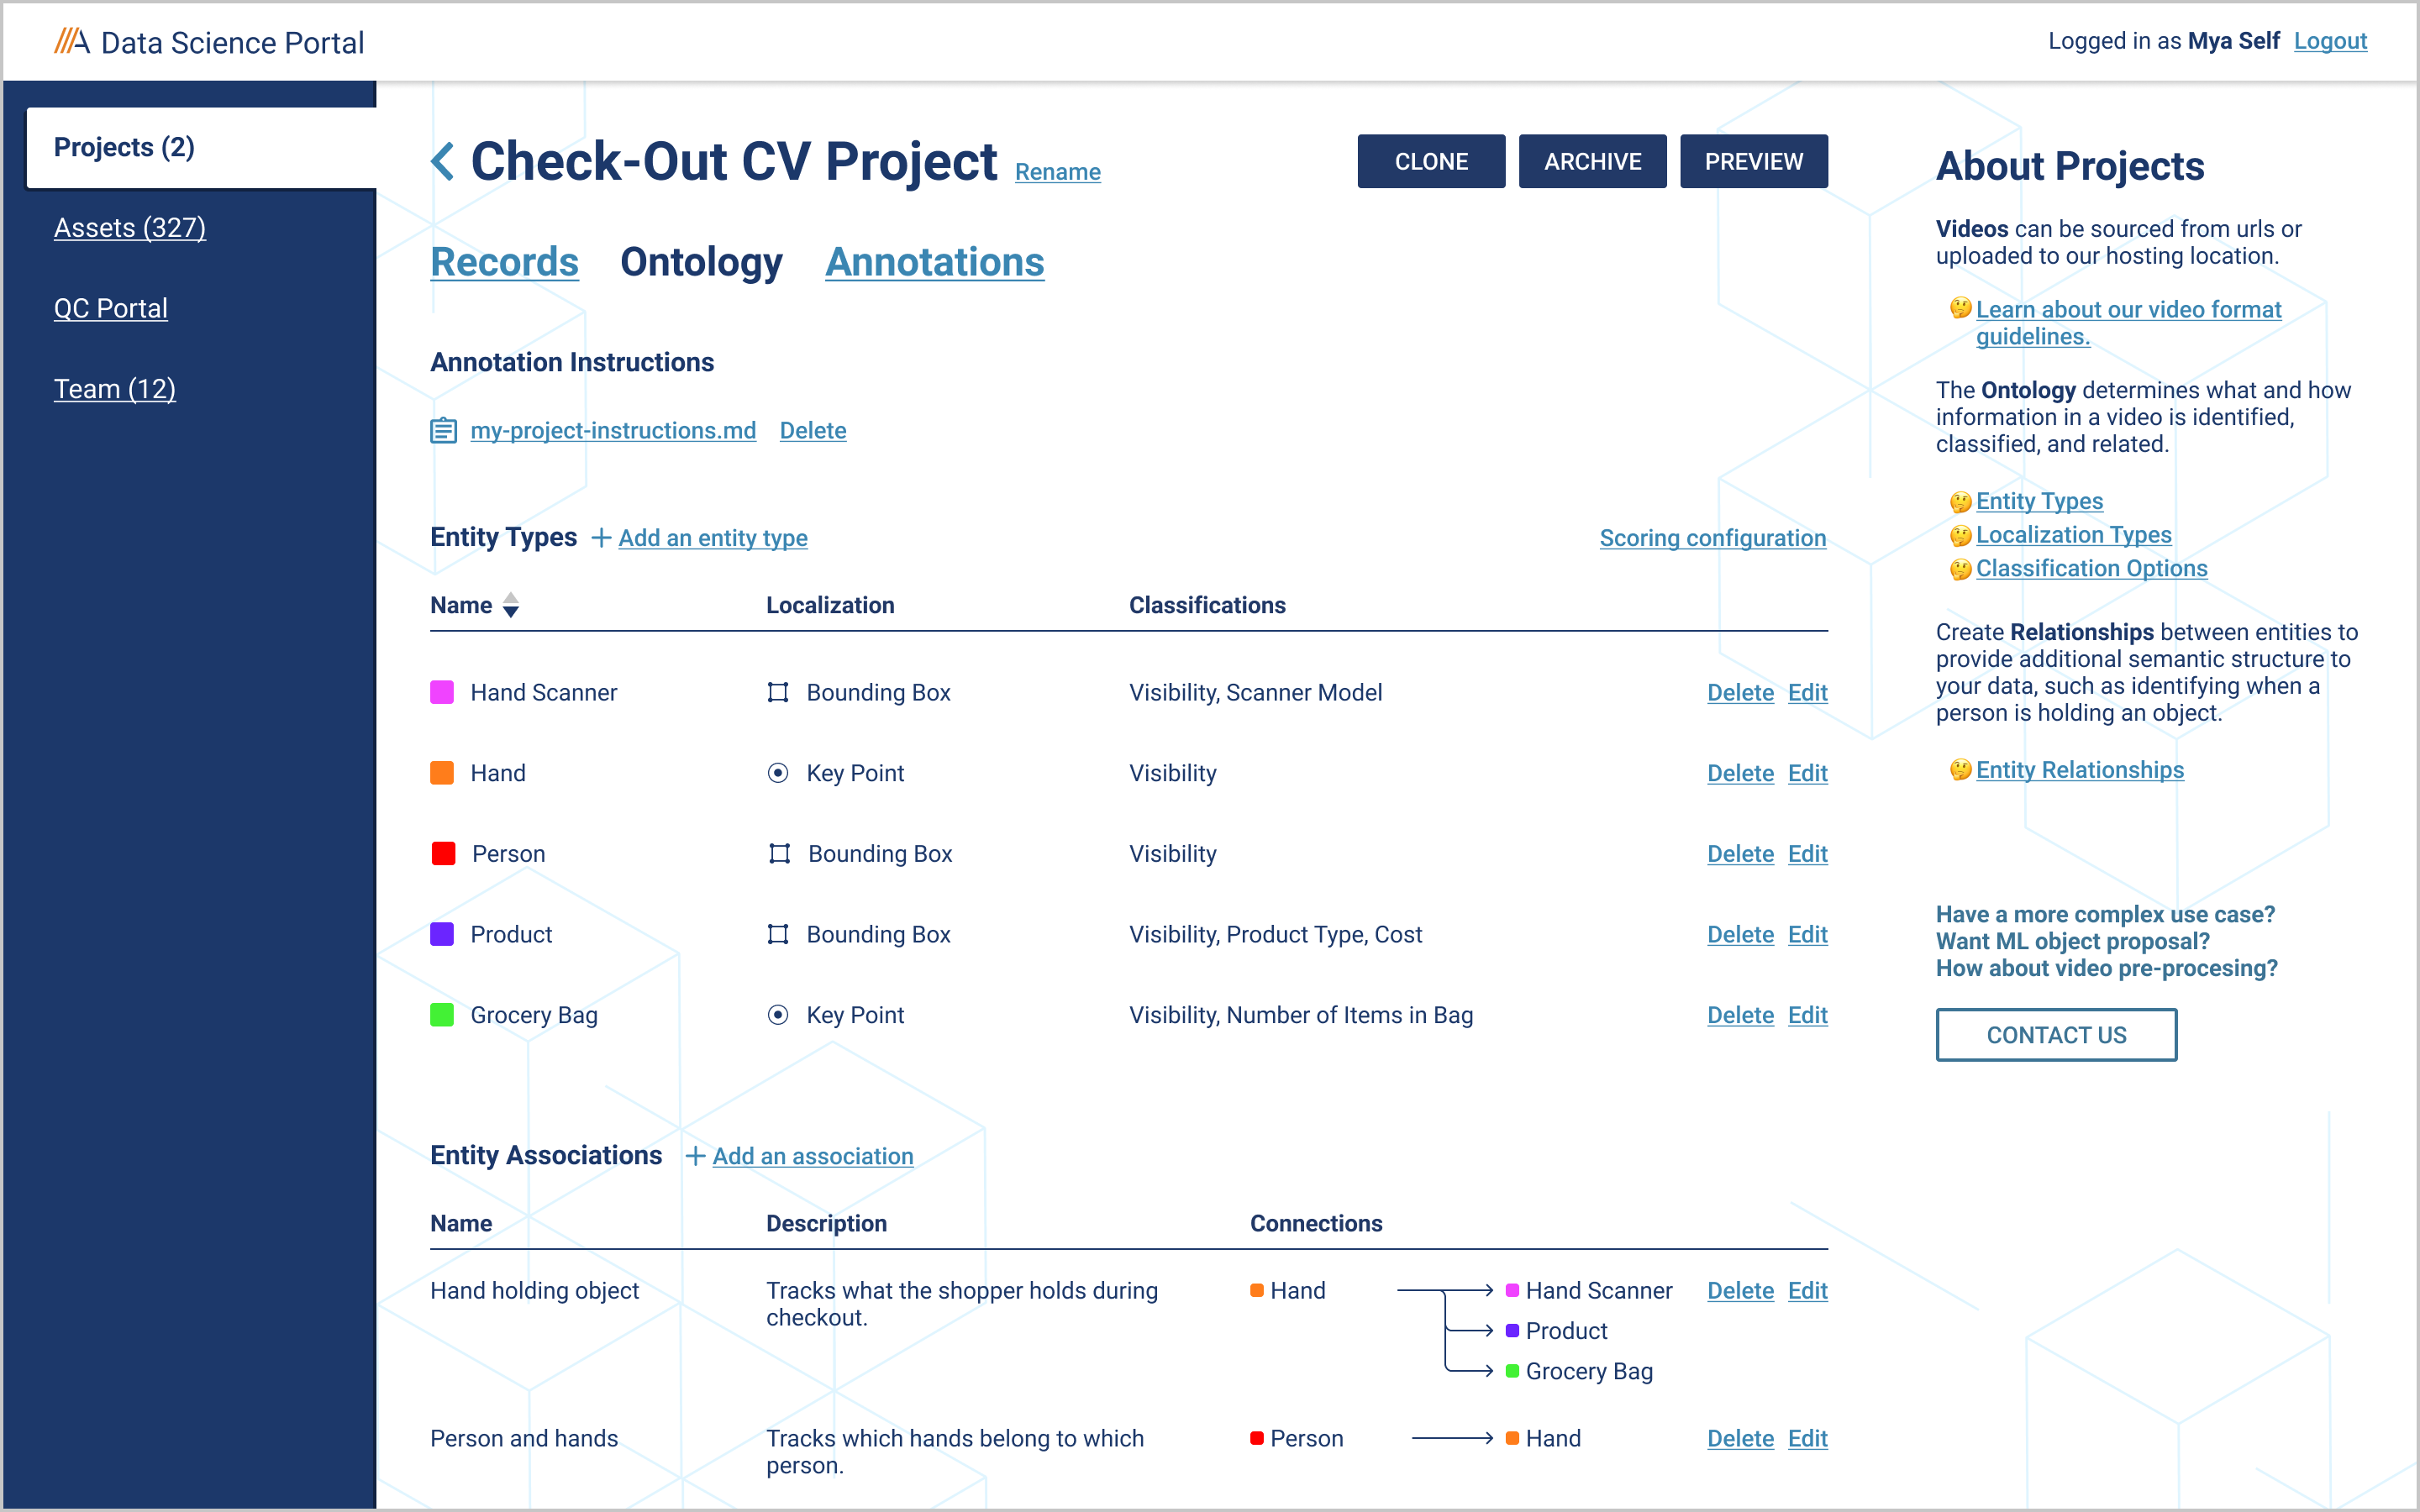 Data Science Portal
Logged in as Mya Self Logout
Projects (2)
Assets (327)
QC Portal
Team (12)
Check-Out CV Project Rename
CLONE ARCHIVE PREVIEW
Records Ontology Annotations
Annotation Instructions
my-project-instructions.md Delete
Entity Types + Add an entity type Scoring configuration
Name Localization Classifications
Hand Scanner Bounding Box Visibility, Scanner Model Delete Edit
Hand Key Point Visibility Delete Edit
Person Bounding Box Visibility Delete Edit
Product Bounding Box Visibility, Product Type, Cost Delete Edit
Grocery Bag Key Point Visibility, Number of Items in Bag Delete Edit
Entity Associations + Add an association
Name Description Connections
Hand holding object Tracks what the shopper holds during Hand Hand Scanner Delete Edit
checkout.
Product
Grocery Bag
Person and hands Tracks which hands belong to which Person Hand Delete Edit
person.
About Projects
Videos can be sourced from urls or
uploaded to our hosting location.
🤔 Learn about our video format
guidelines.
The Ontology determines what and how
information in a video is identified,
classified, and related.
🤔 Entity Types
🤔 Localization Types
🤔 Classification Options
Create Relationships between entities to
provide additional semantic structure to
your data, such as identifying when a
person is holding an object.
🤔 Entity Relationships
Have a more complex use case?
Want ML object proposal?
How about video pre-procesing?
CONTACT US